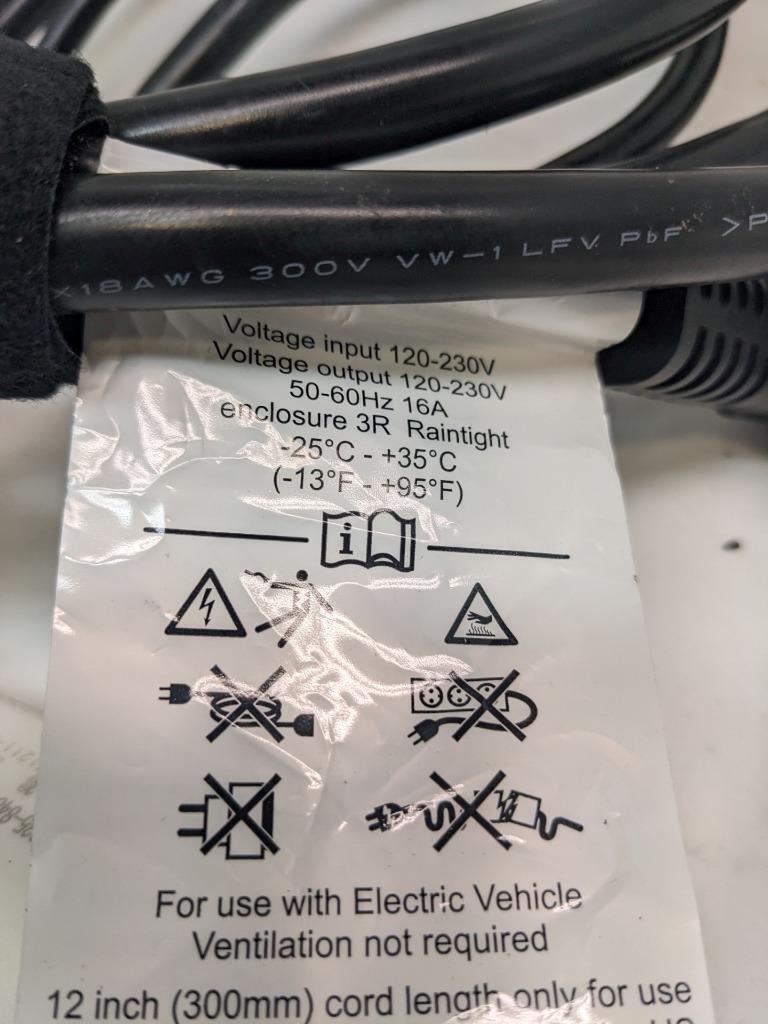 18AWG 300V VW-1 LFV PbF >P
Voltage input 120-230V
Voltage output 120-230V
50-60Hz 16A
enclosure 3R Raintight
-25°C - +35°C
(-13°F - +95°F)
i
For use with Electric Vehicle
Ventilation not required
12 inch (300mm) cord length only for use